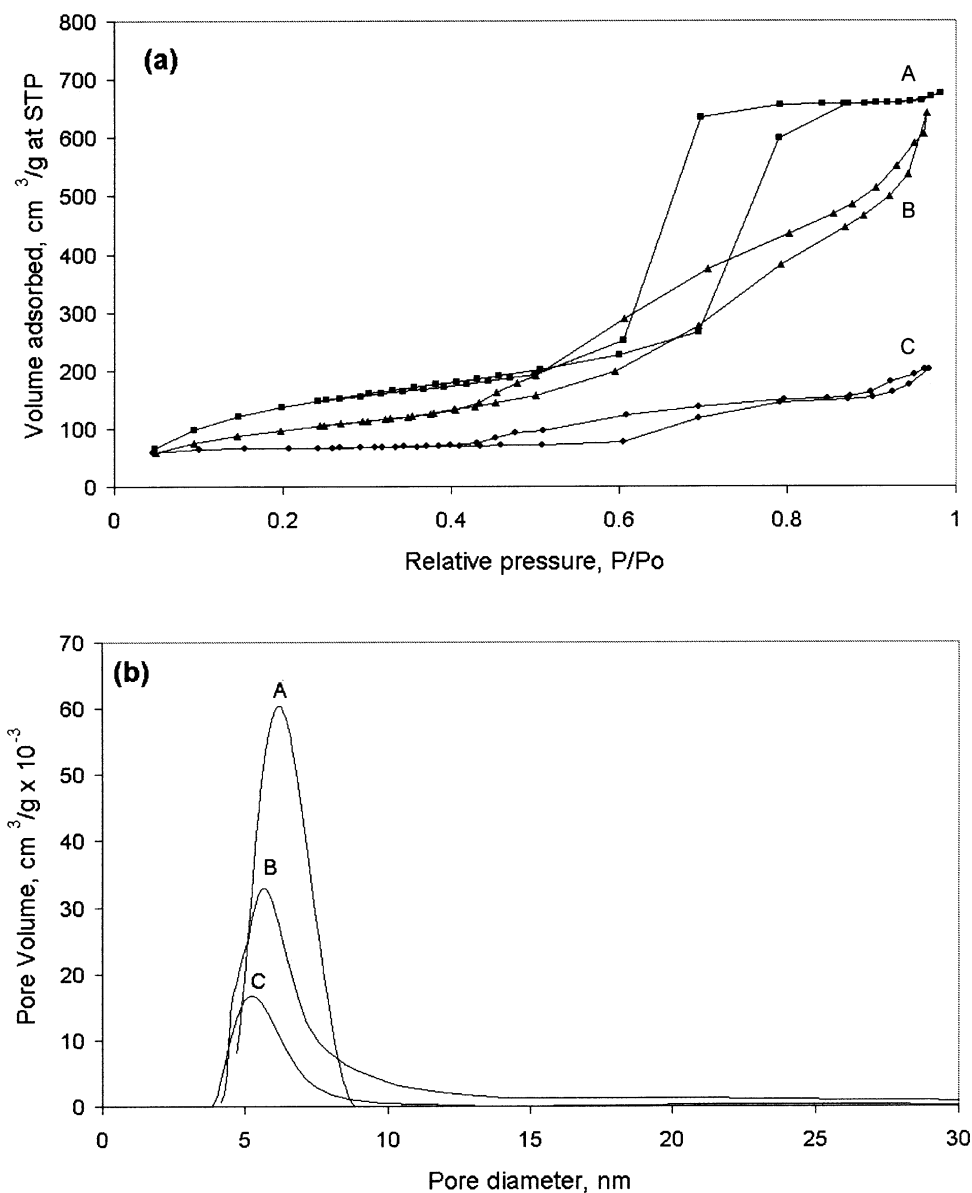 (a)
Volume adsorbed, cm ³/g at STP
800
700
600
500
400
300
200
100
0
A
B
C
0 0.2 0.4 0.6 0.8 1
Relative pressure, P/Po
(b)
Pore Volume, cm ³/g x 10⁻³
70
60
50
40
30
20
10
0
A
B
C
0 5 10 15 20 25 30
Pore diameter, nm